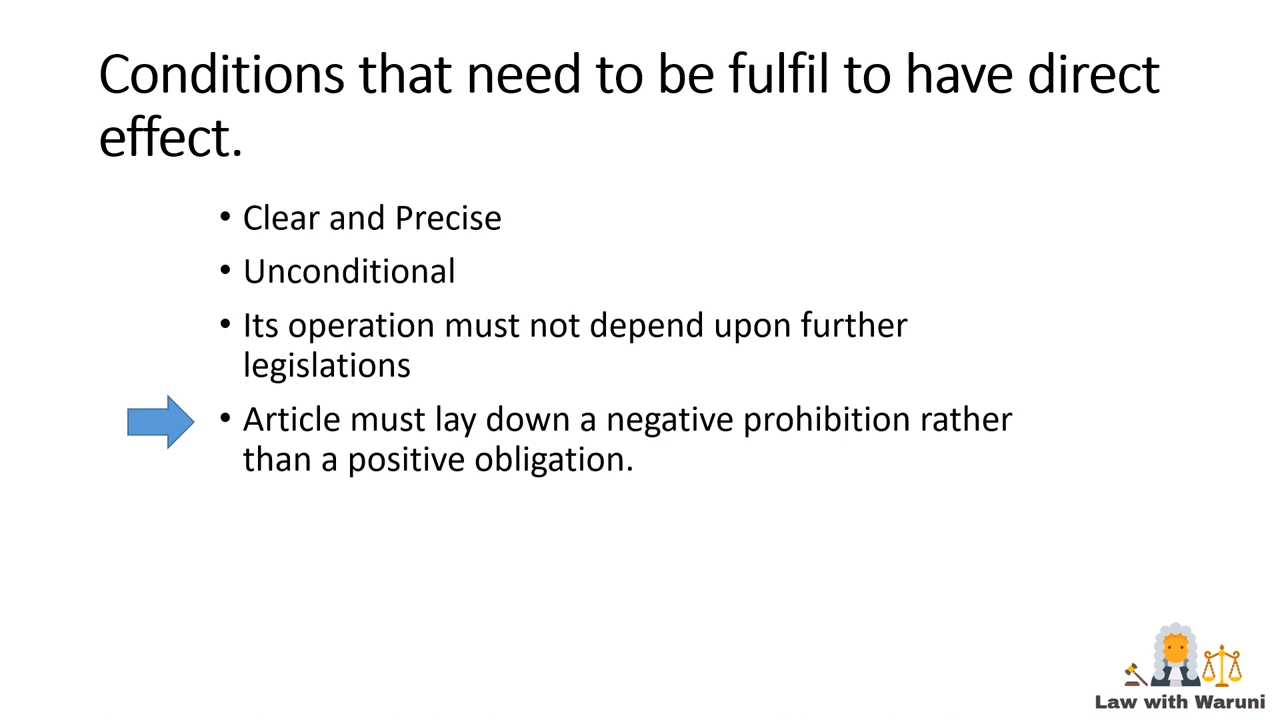 Conditions that need to be fulfil to have direct
effect.
• Clear and Precise
• Unconditional
• Its operation must not depend upon further
legislations
• Article must lay down a negative prohibition rather
than a positive obligation.
Law with Waruni